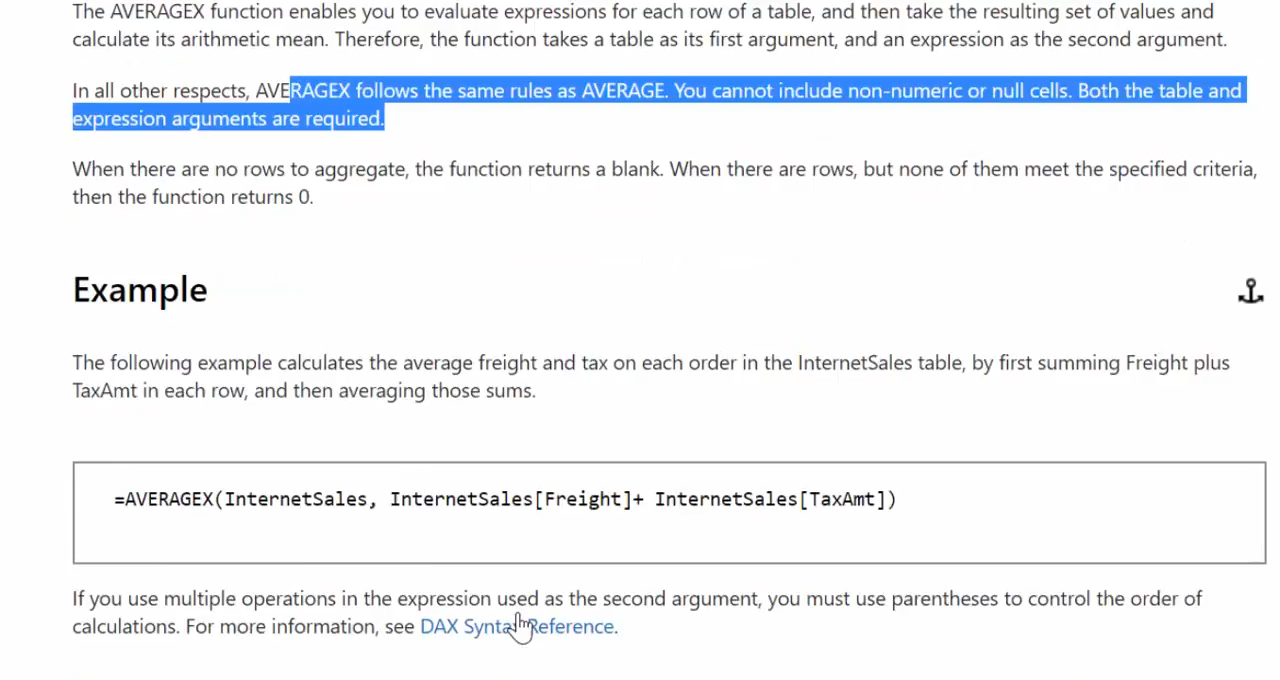 The AVERAGEX function enables you to evaluate expressions for each row of a table, and then take the resulting set of values and
calculate its arithmetic mean. Therefore, the function takes a table as its first argument, and an expression as the second argument.
In all other respects, AVERAGEX follows the same rules as AVERAGE. You cannot include non-numeric or null cells. Both the table and
expression arguments are required.
When there are no rows to aggregate, the function returns a blank. When there are rows, but none of them meet the specified criteria,
then the function returns 0.
Example
The following example calculates the average freight and tax on each order in the InternetSales table, by first summing Freight plus
TaxAmt in each row, and then averaging those sums.
=AVERAGEX(InternetSales, InternetSales[Freight]+ InternetSales[TaxAmt])
If you use multiple operations in the expression used as the second argument, you must use parentheses to control the order of
calculations. For more information, see DAX Syntax Reference.